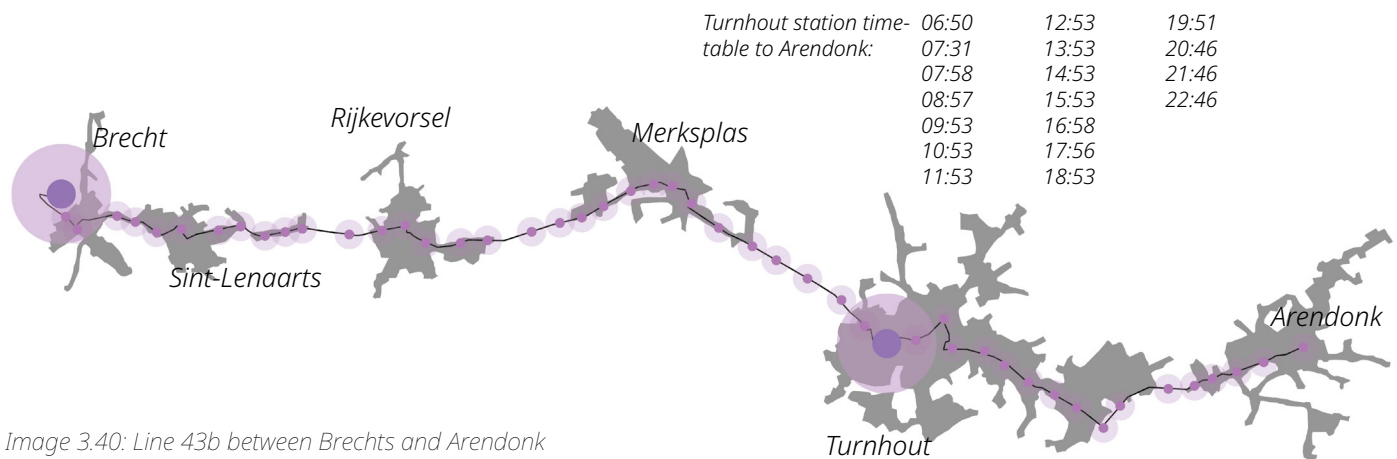 Turnhout station time- 06:50 12:53 19:51
table to Arendonk: 07:31 13:53 20:46
07:58 14:53 21:46
08:57 15:53 22:46
09:53 16:58
10:53 17:56
11:53 18:53
Brecht
Rijkevorsel
Merksplas
Sint-Lenaarts
Arendonk
Turnhout
Image 3.40: Line 43b between Brechts and Arendonk